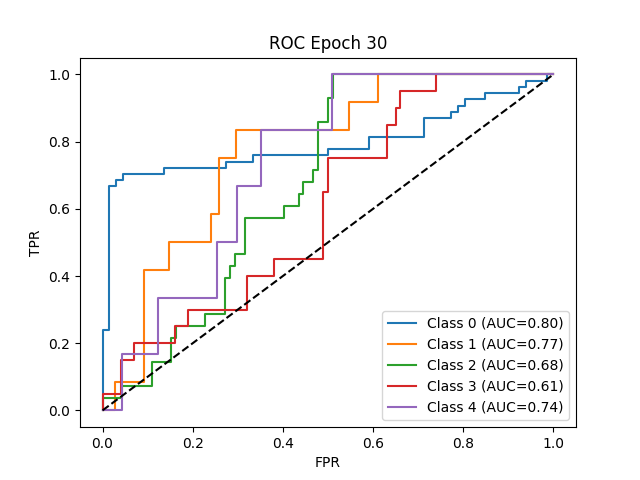 ROC Epoch 30
TPR
1.0
0.8
0.6
0.4
0.2
0.0
0.0 0.2 0.4 0.6 0.8 1.0
FPR
Class 0 (AUC=0.80)
Class 1 (AUC=0.77)
Class 2 (AUC=0.68)
Class 3 (AUC=0.61)
Class 4 (AUC=0.74)